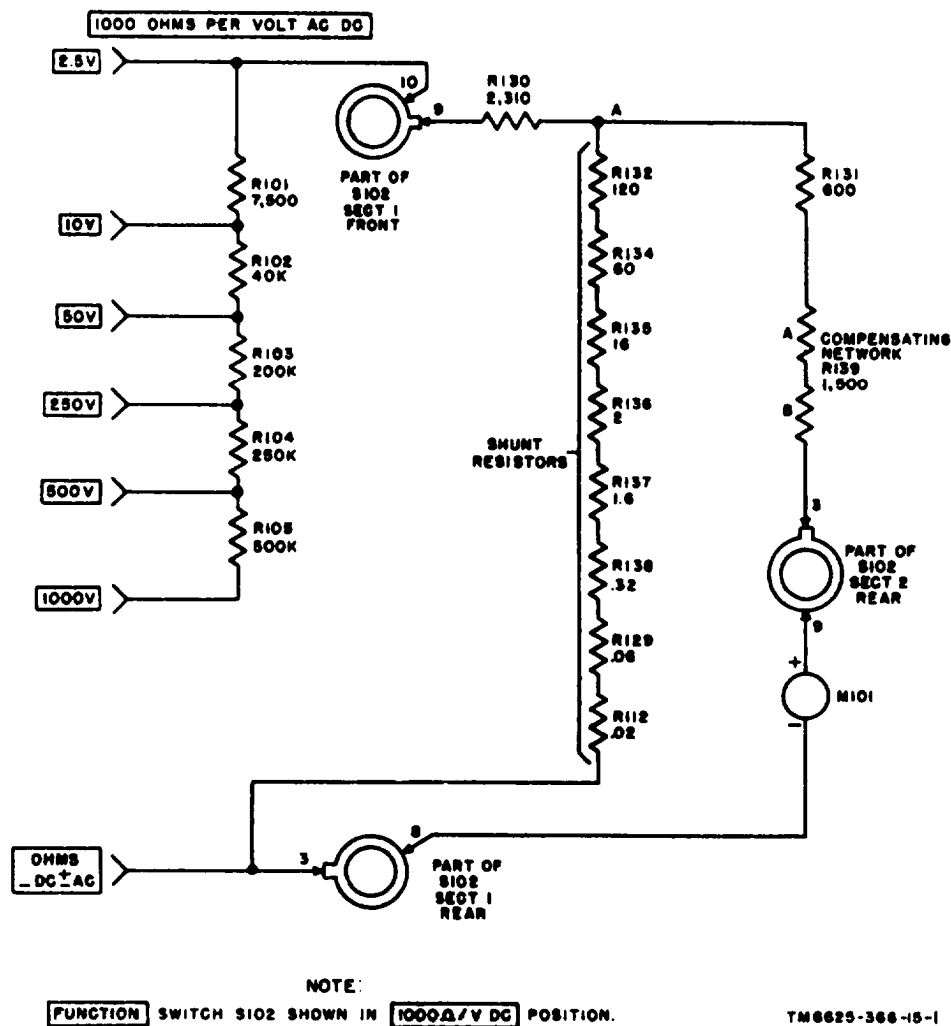 1000 OHMS PER VOLT AC DC
2.5V
10
9
R130
2,310
A
PART OF
S102
SECT 1
FRONT
R101
7,500
10V
R102
40K
50V
R103
200K
250V
R104
250K
500V
R105
500K
1000V
R132
120
R134
60
R135
16
R136
2
R137
1.6
R138
.32
R129
.06
R112
.02
SHUNT
RESISTORS
R131
600
A
COMPENSATING
NETWORK
R139
1,500
B
3
PART OF
S102
SECT 2
REAR
9
+
M101
-
OHMS
- DC ± AC
3
8
PART OF
S102
SECT 1
REAR
NOTE:
FUNCTION SWITCH S102 SHOWN IN 1000Ω/V DC POSITION.
TM6625-366-15-1